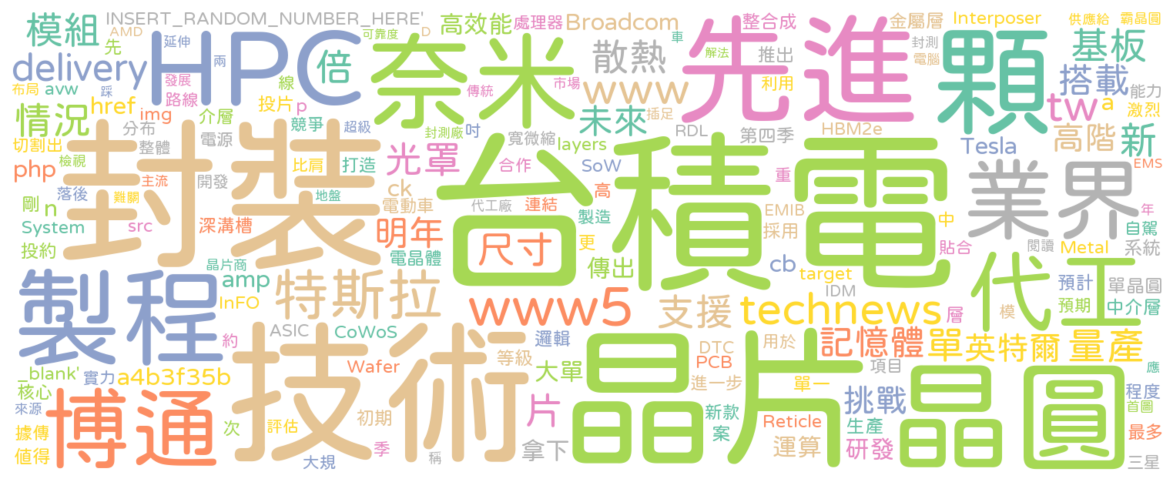 INSERT_RANDOM_NUMBER_HERE'
高效能
處理器
Broadcom
整合成
金屬層
Interposer
供應給
霸晶圓
模組
AMD
先
延伸
HPC
可靠度
D
奈米
散熱
車
解法
推出
先進
封測
電腦
顆
基板
delivery
兩
倍
市場
www
利用
搭載
能力
布局
avw
踩
發展
路線
線
傳統
插足
tw
a
激烈
情況
href
img
投片
p
介層
競爭
超級
封測廠
吋
未來
寬微縮
RDL
第四季
HBM2e
高階
新
切割出
分布
電源
整體
layers
Tesla
php
檢視
封裝
比肩
打造
光罩
合作
SoW
台積電
重
業界
EMS
落後
難關
主流
開發
地盤
ck
電動車
代工廠
高
連結
EMIB
年
剛
n
System
src
深溝槽
明年
尺寸
製造
採用
中
自駕
投約
電晶體
更
貼合
閱讀
Metal
系統
晶片商
傳出
cb
target
代工
預計
單晶圓
製程
amp
InFO
特斯拉
www5
支援
IDM
technews
層
預期
中介層
模
約
ASIC
CoWoS
邏輯
記憶體
單
英特爾
量產
_blank'
實力
a4b3f35b
技術
Wafer
等級
大單
晶片
DTC
PCB
用於
進一步
單一
項目
晶圓
應
核心
來源
博通
次
評估
初期
片
新款
案
Reticle
挑戰
程度
首圖
據傳
值得
大規
季
稱
拿下
運算
生產
研發
最多
三星